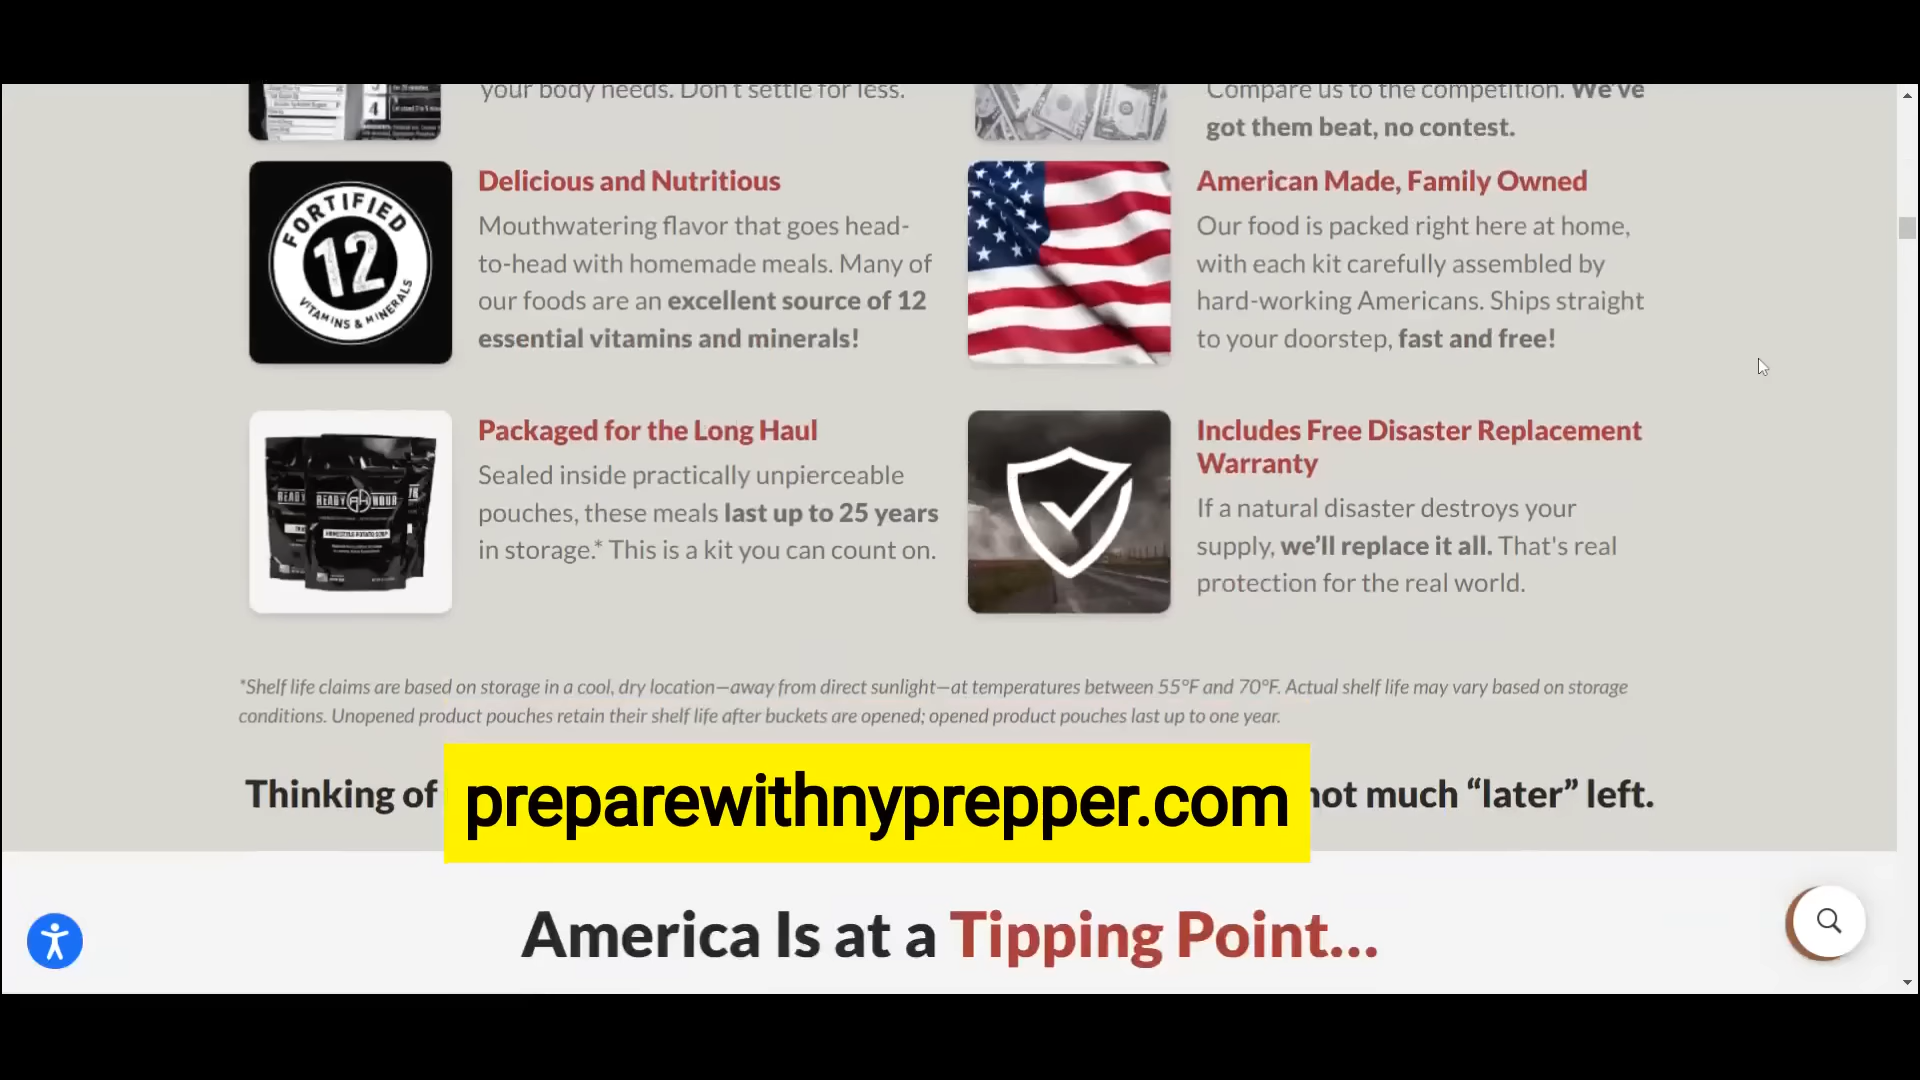 your body needs. Don't settle for less.
Compare us to the competition. We've
got them beat, no contest.
4
FORTIFIED
12
VITAMINS & MINERALS
Delicious and Nutritious
Mouthwatering flavor that goes head-
to-head with homemade meals. Many of
our foods are an excellent source of 12
essential vitamins and minerals!
American Made, Family Owned
Our food is packed right here at home,
with each kit carefully assembled by
hard-working Americans. Ships straight
to your doorstep, fast and free!
READY HOUR
Packaged for the Long Haul
Sealed inside practically unpierceable
pouches, these meals last up to 25 years
in storage.* This is a kit you can count on.
Includes Free Disaster Replacement
Warranty
If a natural disaster destroys your
supply, we’ll replace it all. That's real
protection for the real world.
*Shelf life claims are based on storage in a cool, dry location—away from direct sunlight—at temperatures between 55°F and 70°F. Actual shelf life may vary based on storage
conditions. Unopened product pouches retain their shelf life after buckets are opened; opened product pouches last up to one year.
Thinking of
preparewithnyprepper.com
not much “later” left.
America Is at a Tipping Point...